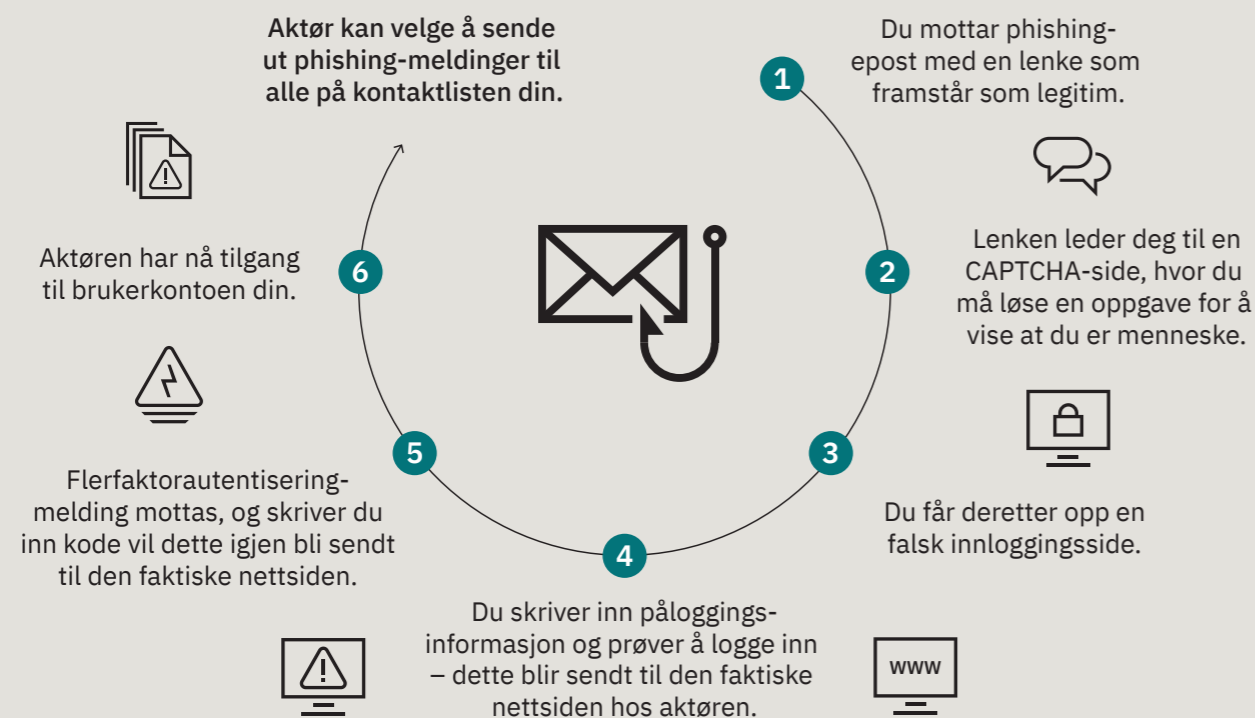 1
Du mottar phishing-
epost med en lenke som
framstår som legitim.
2
Lenken leder deg til en
CAPTCHA-side, hvor du
må løse en oppgave for å
vise at du er menneske.
3
Du får deretter opp en
falsk innloggingsside.
www
4
Du skriver inn påloggings-
informasjon og prøver å logge inn
– dette blir sendt til den faktiske
nettsiden hos aktøren.
5
Flerfaktorautentisering-
melding mottas, og skriver du
inn kode vil dette igjen bli sendt
til den faktiske nettsiden.
6
Aktøren har nå tilgang
til brukerkontoen din.
Aktør kan velge å sende
ut phishing-meldinger til
alle på kontaktlisten din.